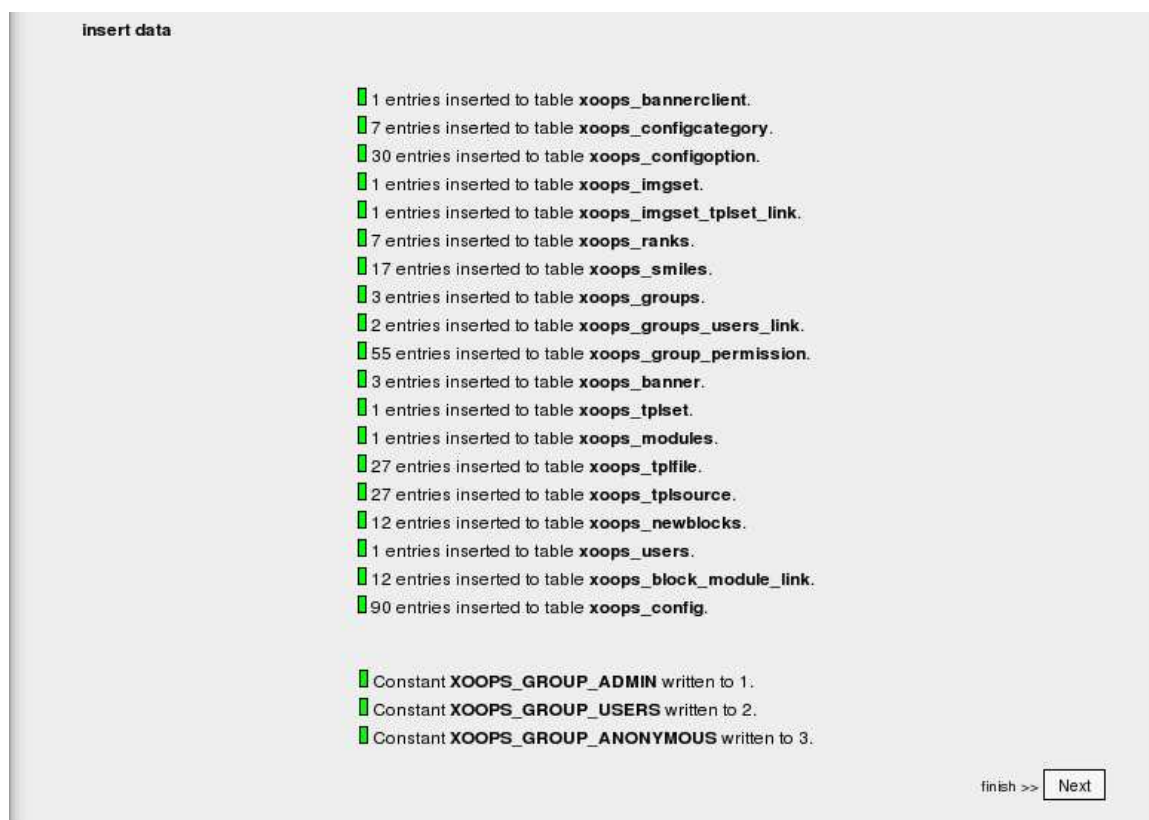 insert data
1 entries inserted to table xoops_bannerclient.
7 entries inserted to table xoops_configcategory.
30 entries inserted to table xoops_configoption.
1 entries inserted to table xoops_imgset.
1 entries inserted to table xoops_imgset_tplset_link.
7 entries inserted to table xoops_ranks.
17 entries inserted to table xoops_smiles.
3 entries inserted to table xoops_groups.
2 entries inserted to table xoops_groups_users_link.
55 entries inserted to table xoops_group_permission.
3 entries inserted to table xoops_banner.
1 entries inserted to table xoops_tplset.
1 entries inserted to table xoops_modules.
27 entries inserted to table xoops_tplfile.
27 entries inserted to table xoops_tplsource.
12 entries inserted to table xoops_newblocks.
1 entries inserted to table xoops_users.
12 entries inserted to table xoops_block_module_link.
90 entries inserted to table xoops_config.
Constant XOOPS_GROUP_ADMIN written to 1.
Constant XOOPS_GROUP_USERS written to 2.
Constant XOOPS_GROUP_ANONYMOUS written to 3.
finish >> Next